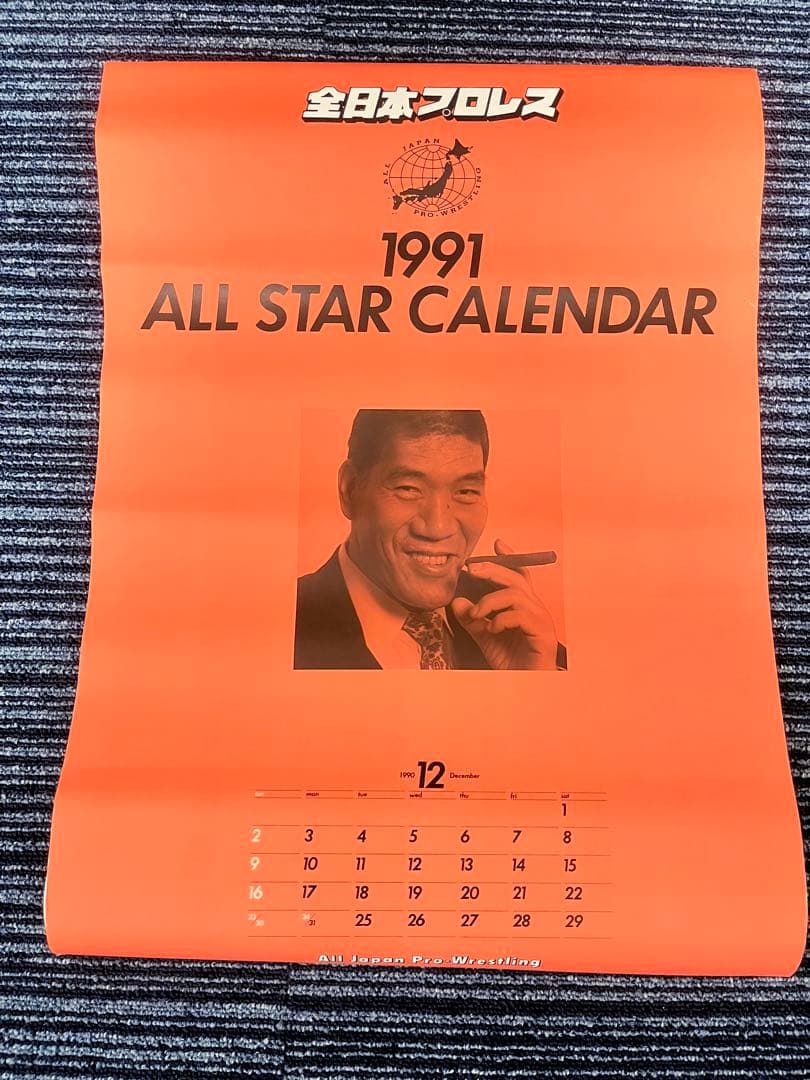 全日本プロレス
ALL JAPAN
PRO-WRESTLING
1991
ALL STAR CALENDAR
1990 12 December
sun mon tue wed thu fri sat
1
2 3 4 5 6 7 8
9 10 11 12 13 14 15
16 17 18 19 20 21 22
23/30 24/31 25 26 27 28 29
All Japan Pro-Wrestling